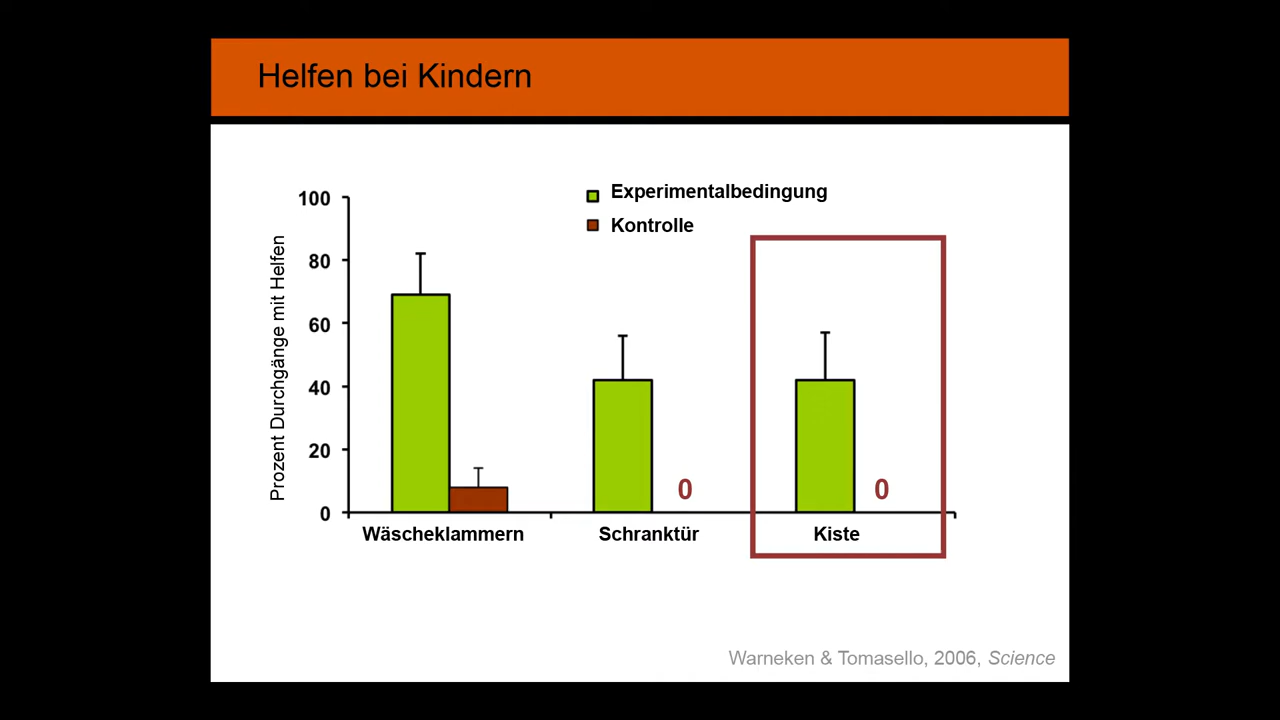 Helfen bei Kindern
Experimentalbedingung
Kontrolle
Prozent Durchgänge mit Helfen
100
80
60
40
20
0
0
0
Wäscheklammern
Schranktür
Kiste
Warneken & Tomasello, 2006, Science